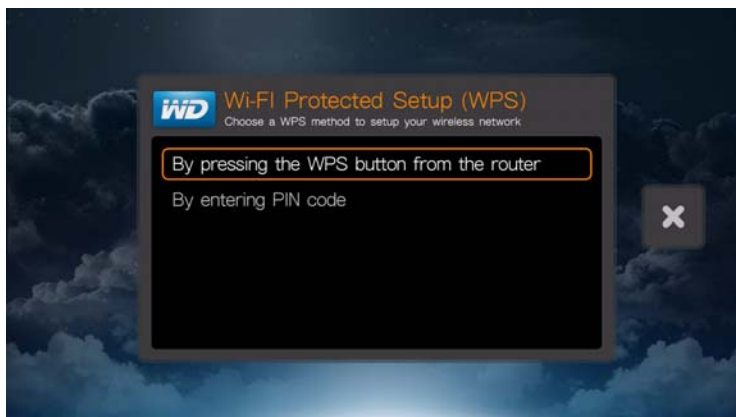 WD
Wi-FI Protected Setup (WPS)
Choose a WPS method to setup your wireless network
By pressing the WPS button from the router
By entering PIN code